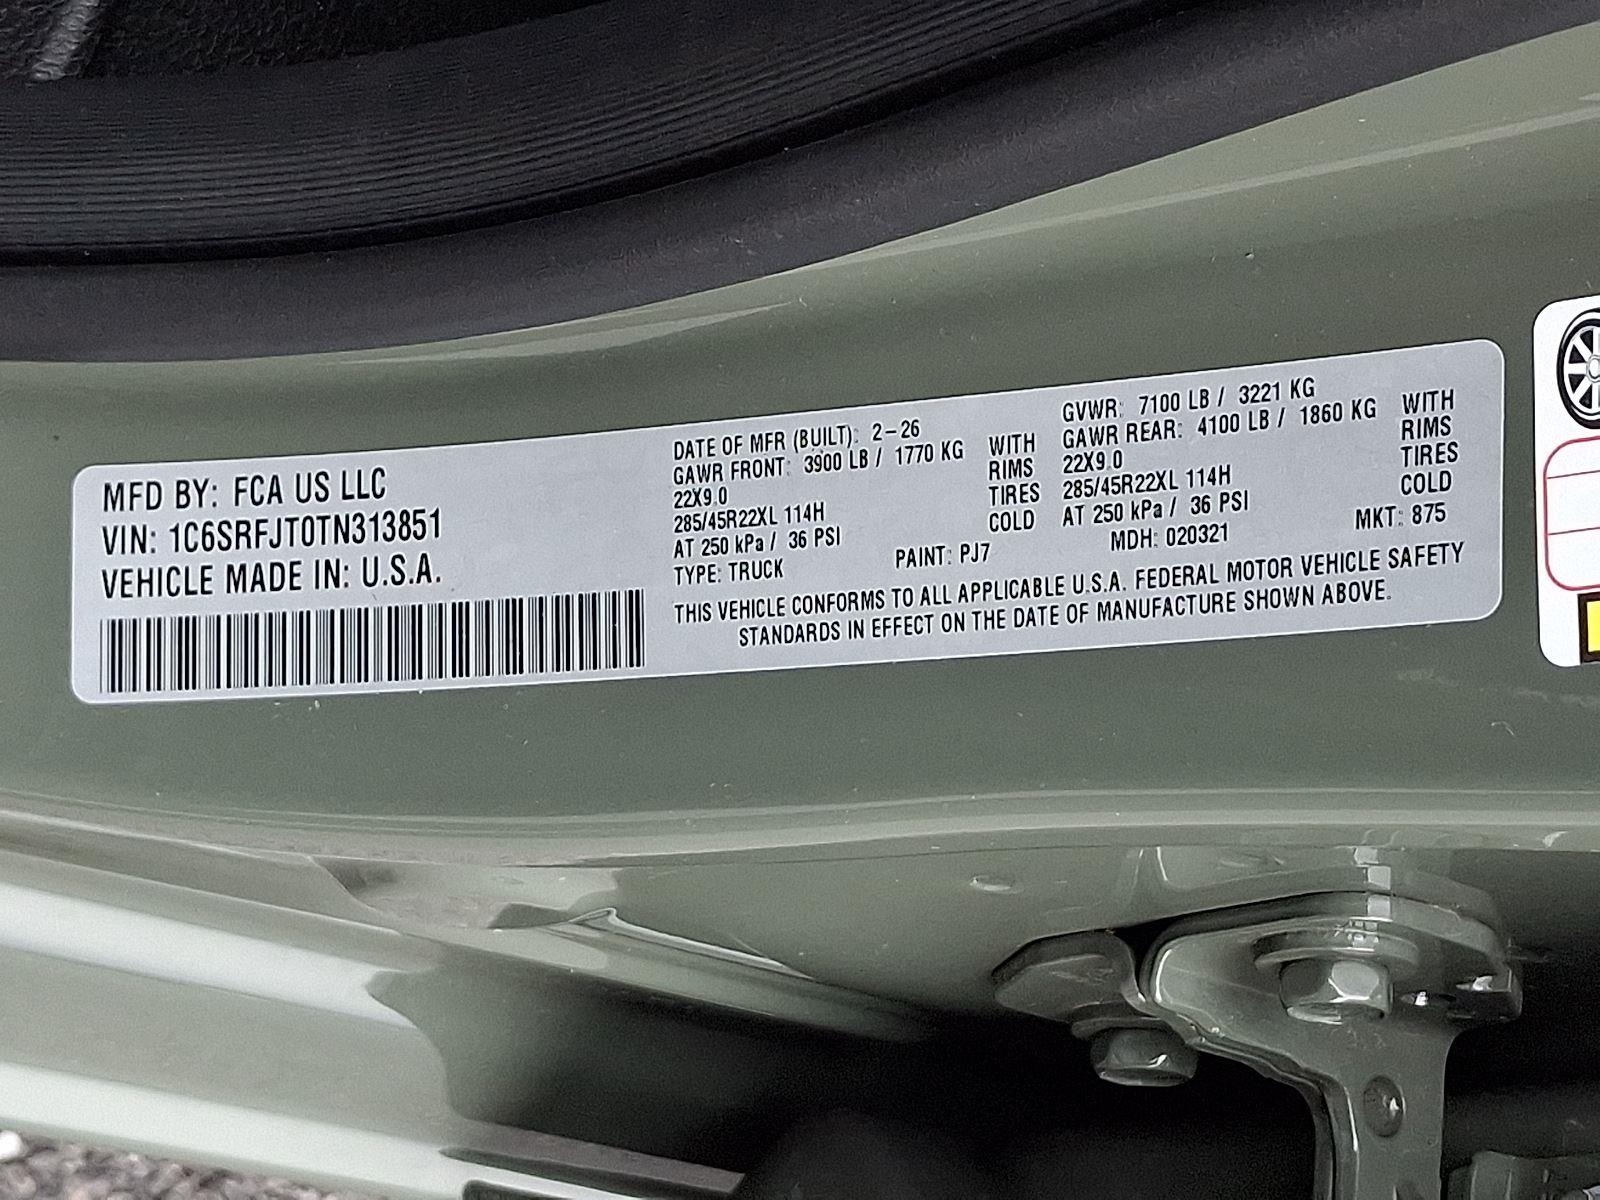 MFD BY: FCA US LLC
VIN: 1C6SRFJT0TN313851
VEHICLE MADE IN: U.S.A.
DATE OF MFR (BUILT): 2-26
GAWR FRONT: 3900 LB / 1770 KG WITH
22X9.0 RIMS
285/45R22XL 114H TIRES
AT 250 kPa / 36 PSI COLD
TYPE: TRUCK
PAINT: PJ7
GVWR: 7100 LB / 3221 KG
GAWR REAR: 4100 LB / 1860 KG WITH
22X9.0 RIMS
285/45R22XL 114H TIRES
AT 250 kPa / 36 PSI COLD
MDH: 020321
MKT: 875
THIS VEHICLE CONFORMS TO ALL APPLICABLE U.S.A. FEDERAL MOTOR VEHICLE SAFETY
STANDARDS IN EFFECT ON THE DATE OF MANUFACTURE SHOWN ABOVE.